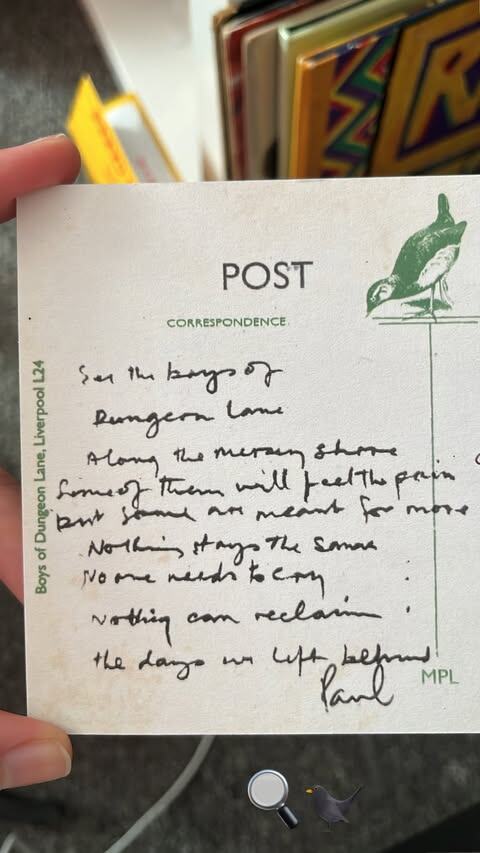 POST
CORRESPONDENCE
Boys of Dungeon Lane, Liverpool L24
See the boys of
Dungeon Lane
Along the Mersey shore
Some of them will feel the pain
but some are meant for more
Nothing stays the same
No one needs to cry
Nothing can reclaim
the days we left behind
Paul
MPL